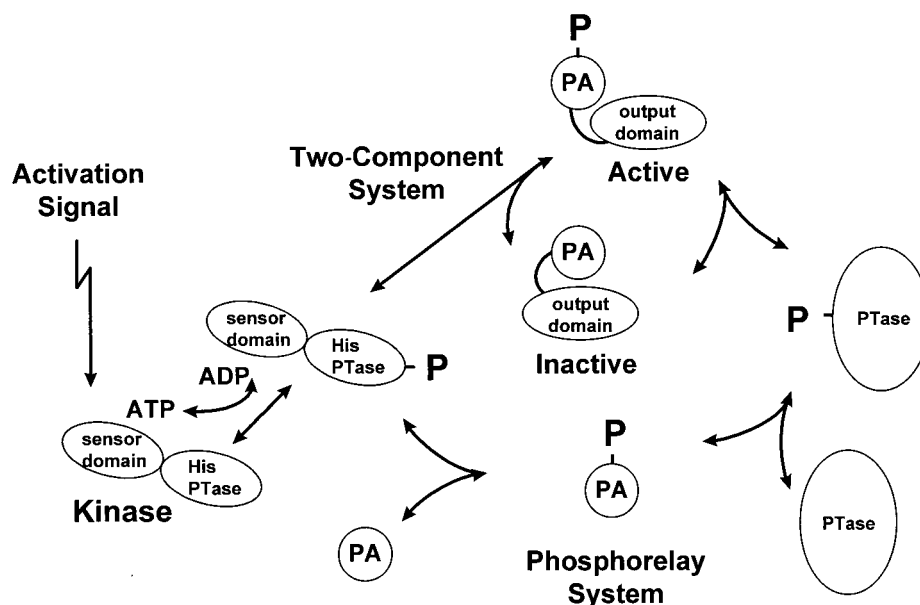 P
PA
output
domain
Active
Two-Component
System
Activation
Signal
PA
output
domain
Inactive
sensor
domain
His
PTase
P
P
PTase
ADP
ATP
sensor
domain
His
PTase
Kinase
P
PA
PTase
PA
Phosphorelay
System